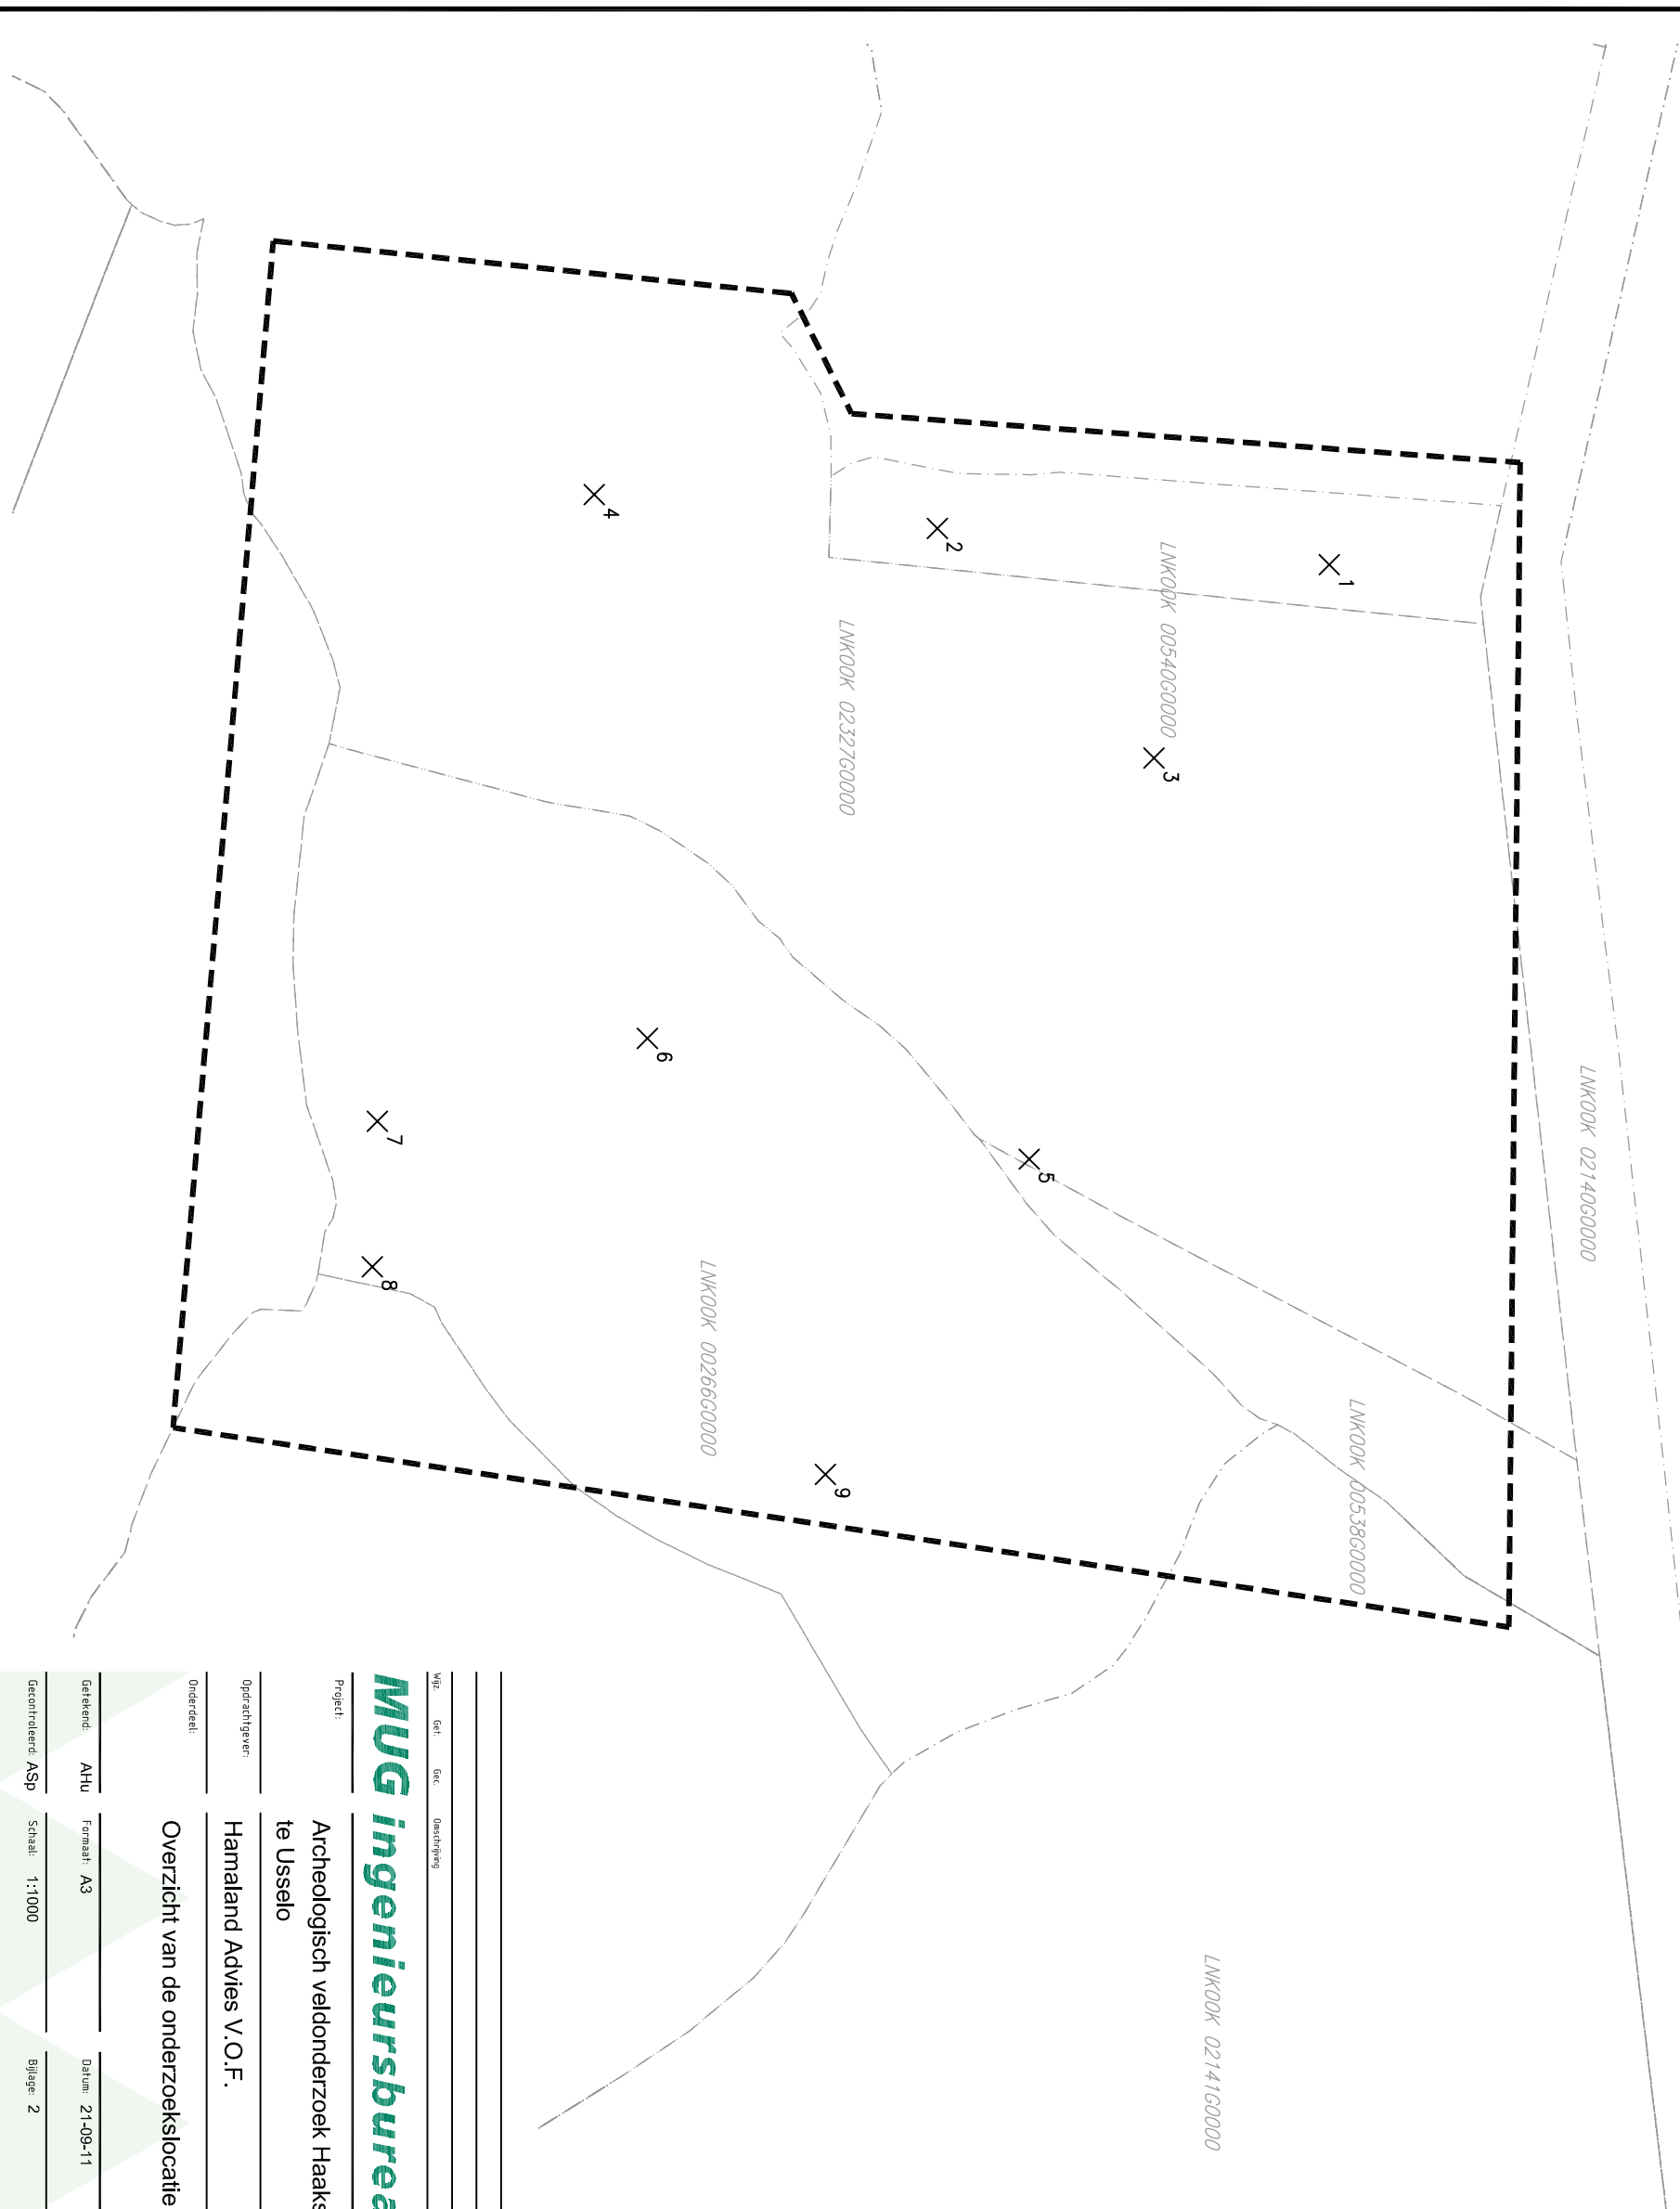 1
2
3
4
5
6
7
8
9
LNK00K 00540G0000
LNK00K 02327G0000
LNK00K 02140G0000
LNK00K 00266G0000
LNK00K 00538G0000
LNK00K 02141G0000
Wijz. Get. Gec. Omschrijving
MUG ingenieursburea
Project: Archeologisch veldonderzoek Haaks
te Usselo
Opdrachtgever: Hamaland Advies V.O.F.
Onderdeel: Overzicht van de onderzoekslocatie
Getekend: AHu Formaat: A3 Datum: 21-09-11
Gecontroleerd: ASp Schaal: 1:1000 Bijlage: 2